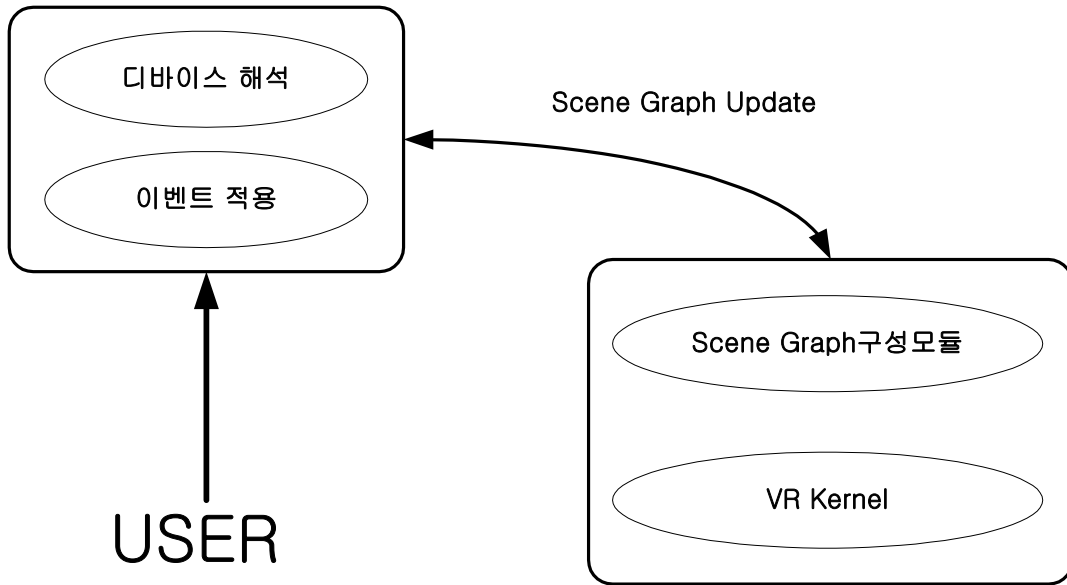 디바이스 해석
Scene Graph Update
이벤트 적용
Scene Graph구성모듈
VR Kernel
USER